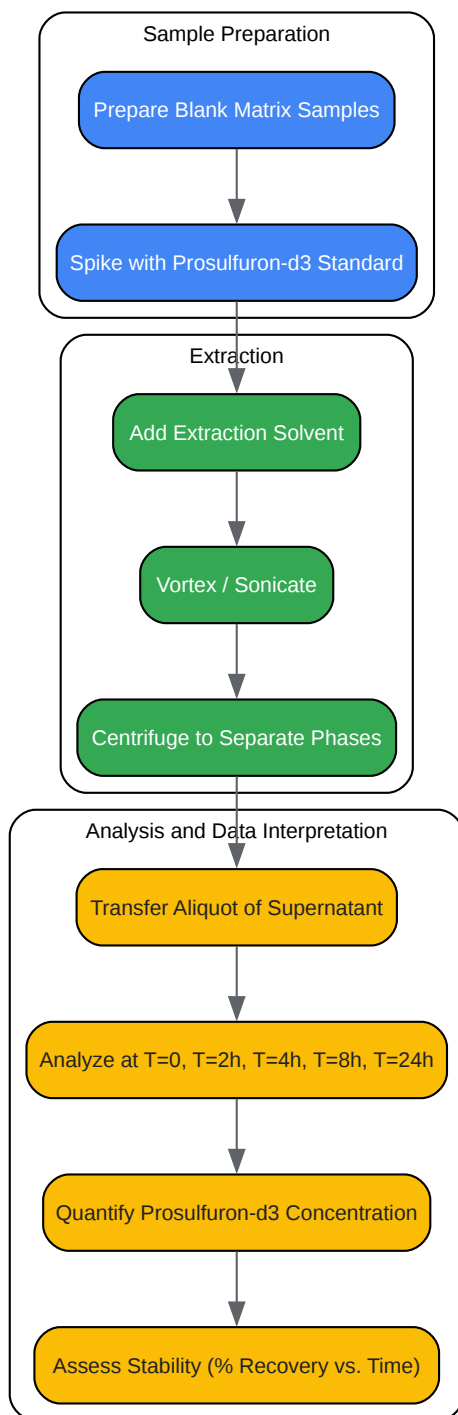 Sample Preparation
Prepare Blank Matrix Samples
Spike with Prosulfuron-d3 Standard
Extraction
Add Extraction Solvent
Vortex / Sonicate
Centrifuge to Separate Phases
Analysis and Data Interpretation
Transfer Aliquot of Supernatant
Analyze at T=0, T=2h, T=4h, T=8h, T=24h
Quantify Prosulfuron-d3 Concentration
Assess Stability (% Recovery vs. Time)